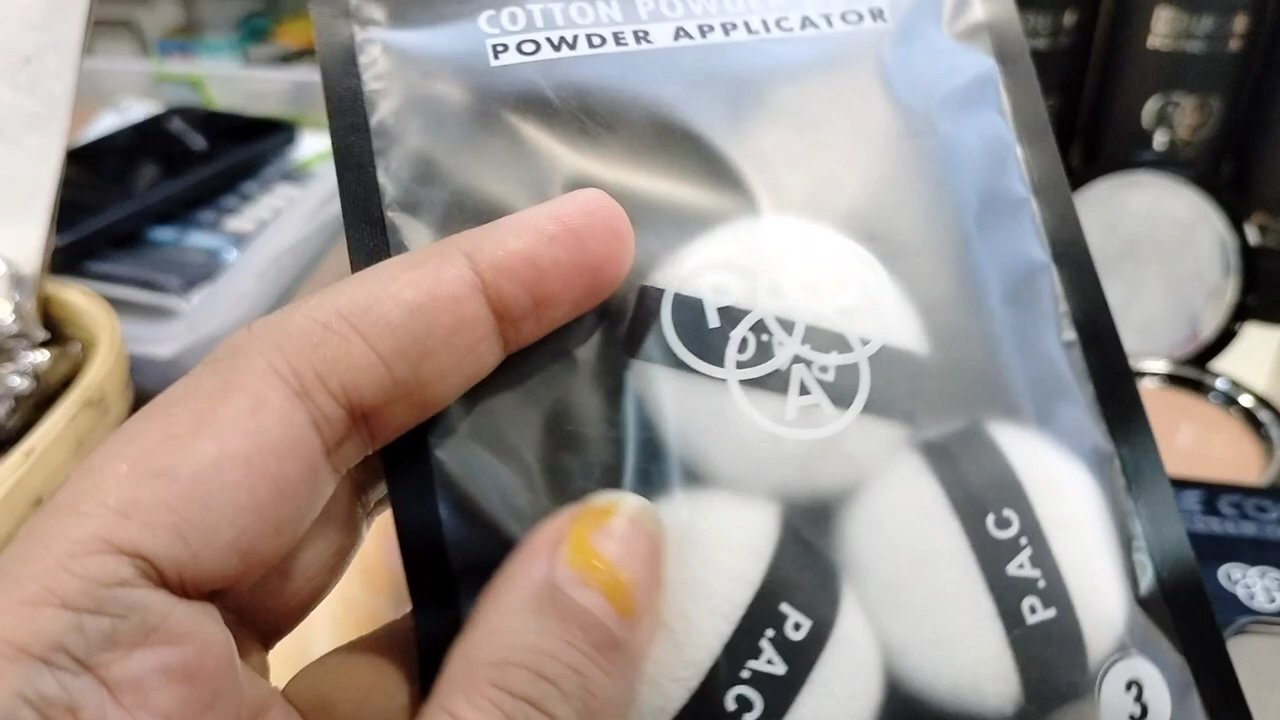 COTTON POWDER
POWDER APPLICATOR
P
A
P.A.C
P.A.C
P.A.C
3